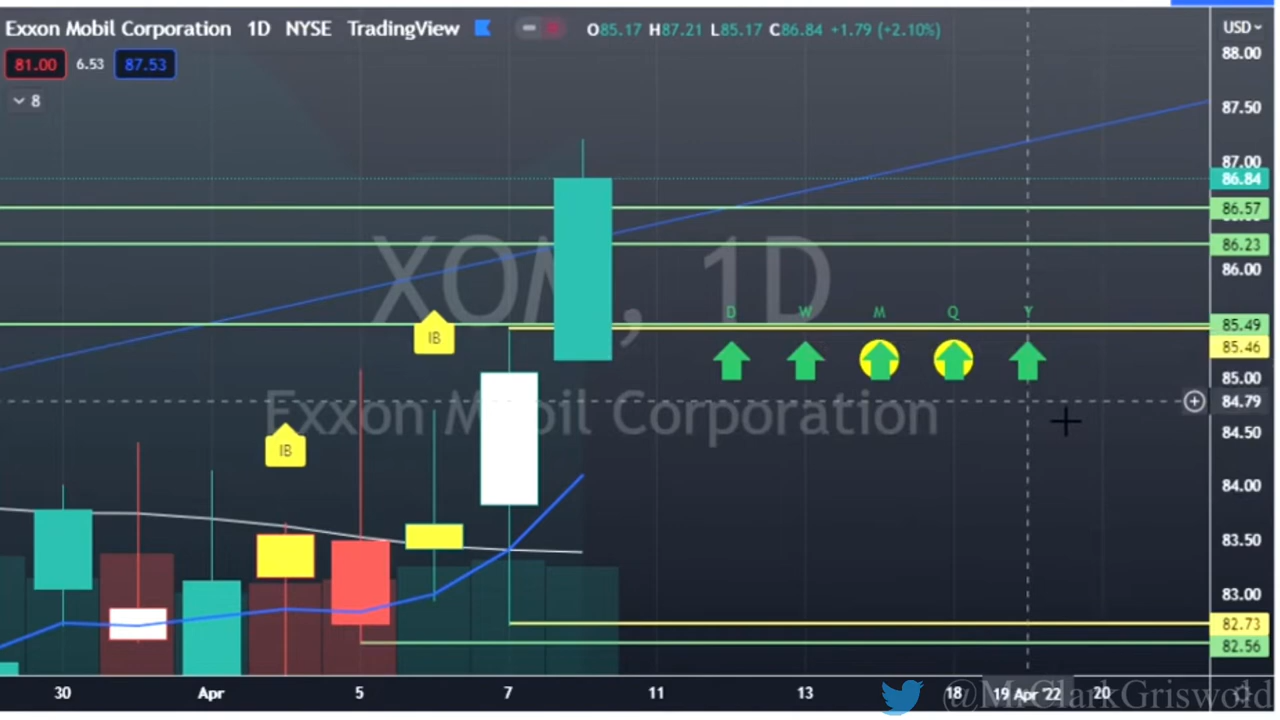 Exxon Mobil Corporation 1D NYSE TradingView O85.17 H87.21 L85.17 C86.84 +1.79 (+2.10%) USD
88.00
81.00 6.53 87.53
8
87.50
87.00
86.84
86.57
86.23
XOM, 1D
86.00
D W M Q Y
85.49
IB
85.46
85.00
84.79
Exxon Mobil Corporation
84.50
IB
84.00
83.50
83.00
82.73
82.56
30 Apr 5 7 11 13 18 19 Apr '22 20
@MrClarkGriswold